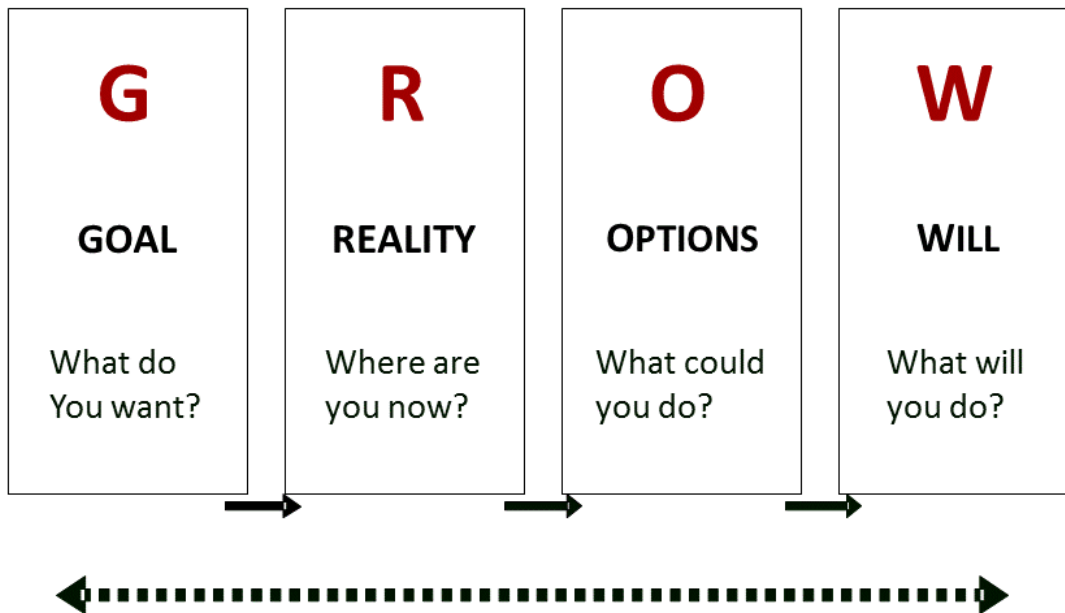 G
GOAL
What do
You want?
R
REALITY
Where are
you now?
O
OPTIONS
What could
you do?
W
WILL
What will
you do?